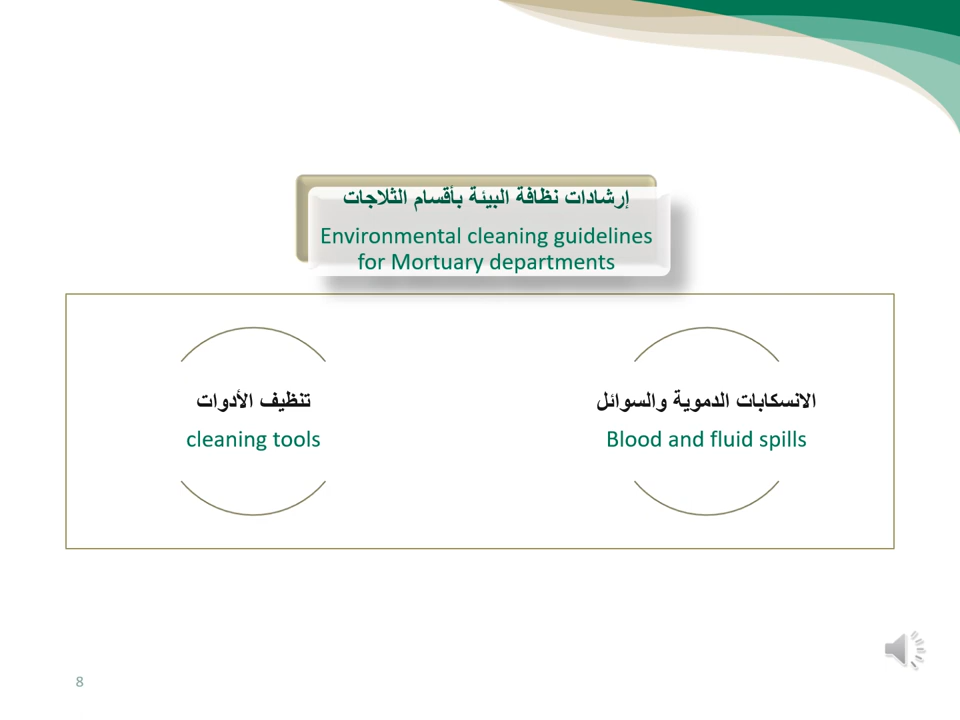 إرشادات نظافة البيئة بأقسام الثلاجات
Environmental cleaning guidelines
for Mortuary departments
الانسكابات الدموية والسوائل
Blood and fluid spills
تنظيف الأدوات
cleaning tools
8